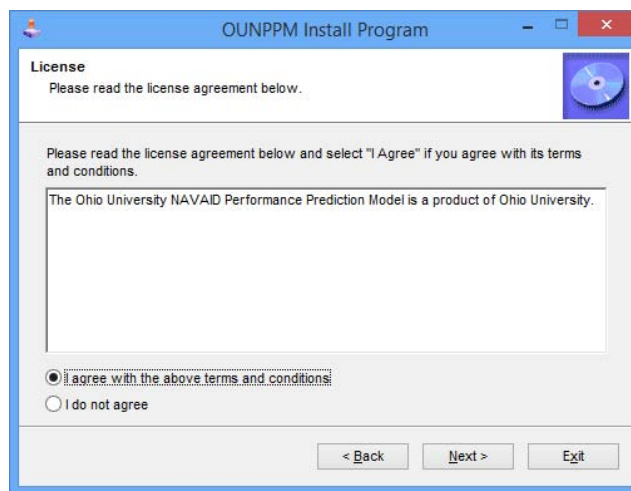 OUNPPM Install Program
License
Please read the license agreement below.
Please read the license agreement below and select "I Agree" if you agree with its terms
and conditions.
The Ohio University NAVAID Performance Prediction Model is a product of Ohio University.
I agree with the above terms and conditions
I do not agree
< Back
Next >
Exit